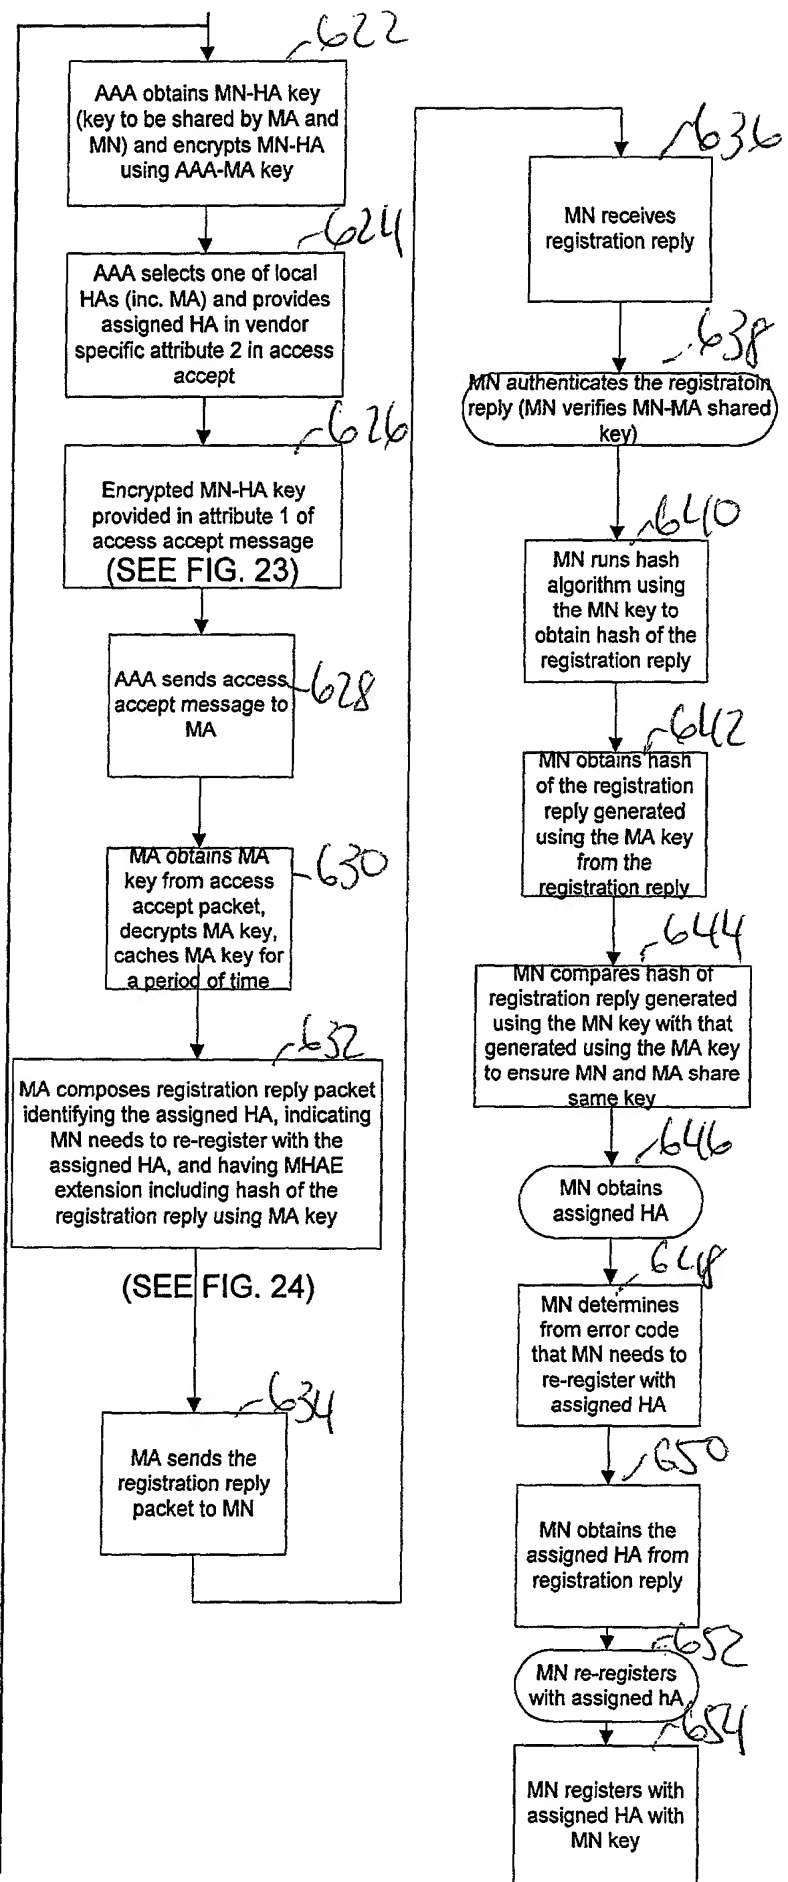 622
AAA obtains MN-HA key
(key to be shared by MA and
MN) and encrypts MN-HA
using AAA-MA key
624
AAA selects one of local
HAs (inc. MA) and provides
assigned HA in vendor
specific attribute 2 in access
accept
626
Encrypted MN-HA key
provided in attribute 1 of
access accept message
(SEE FIG. 23)
628
AAA sends access
accept message to
MA
630
MA obtains MA
key from access
accept packet,
decrypts MA key,
caches MA key for
a period of time
632
MA composes registration reply packet
identifying the assigned HA, indicating
MN needs to re-register with the
assigned HA, and having MHAE
extension including hash of the
registration reply using MA key
(SEE FIG. 24)
634
MA sends the
registration reply
packet to MN
636
MN receives
registration reply
638
MN authenticates the registratoin
reply (MN verifies MN-MA shared
key)
640
MN runs hash
algorithm using
the MN key to
obtain hash of the
registration reply
642
MN obtains hash
of the registration
reply generated
using the MA key
from the
registration reply
644
MN compares hash of
registration reply generated
using the MN key with that
generated using the MA key
to ensure MN and MA share
same key
646
MN obtains
assigned HA
648
MN determines
from error code
that MN needs to
re-register with
assigned HA
650
MN obtains the
assigned HA from
registration reply
652
MN re-registers
with assigned hA
654
MN registers with
assigned HA with
MN key